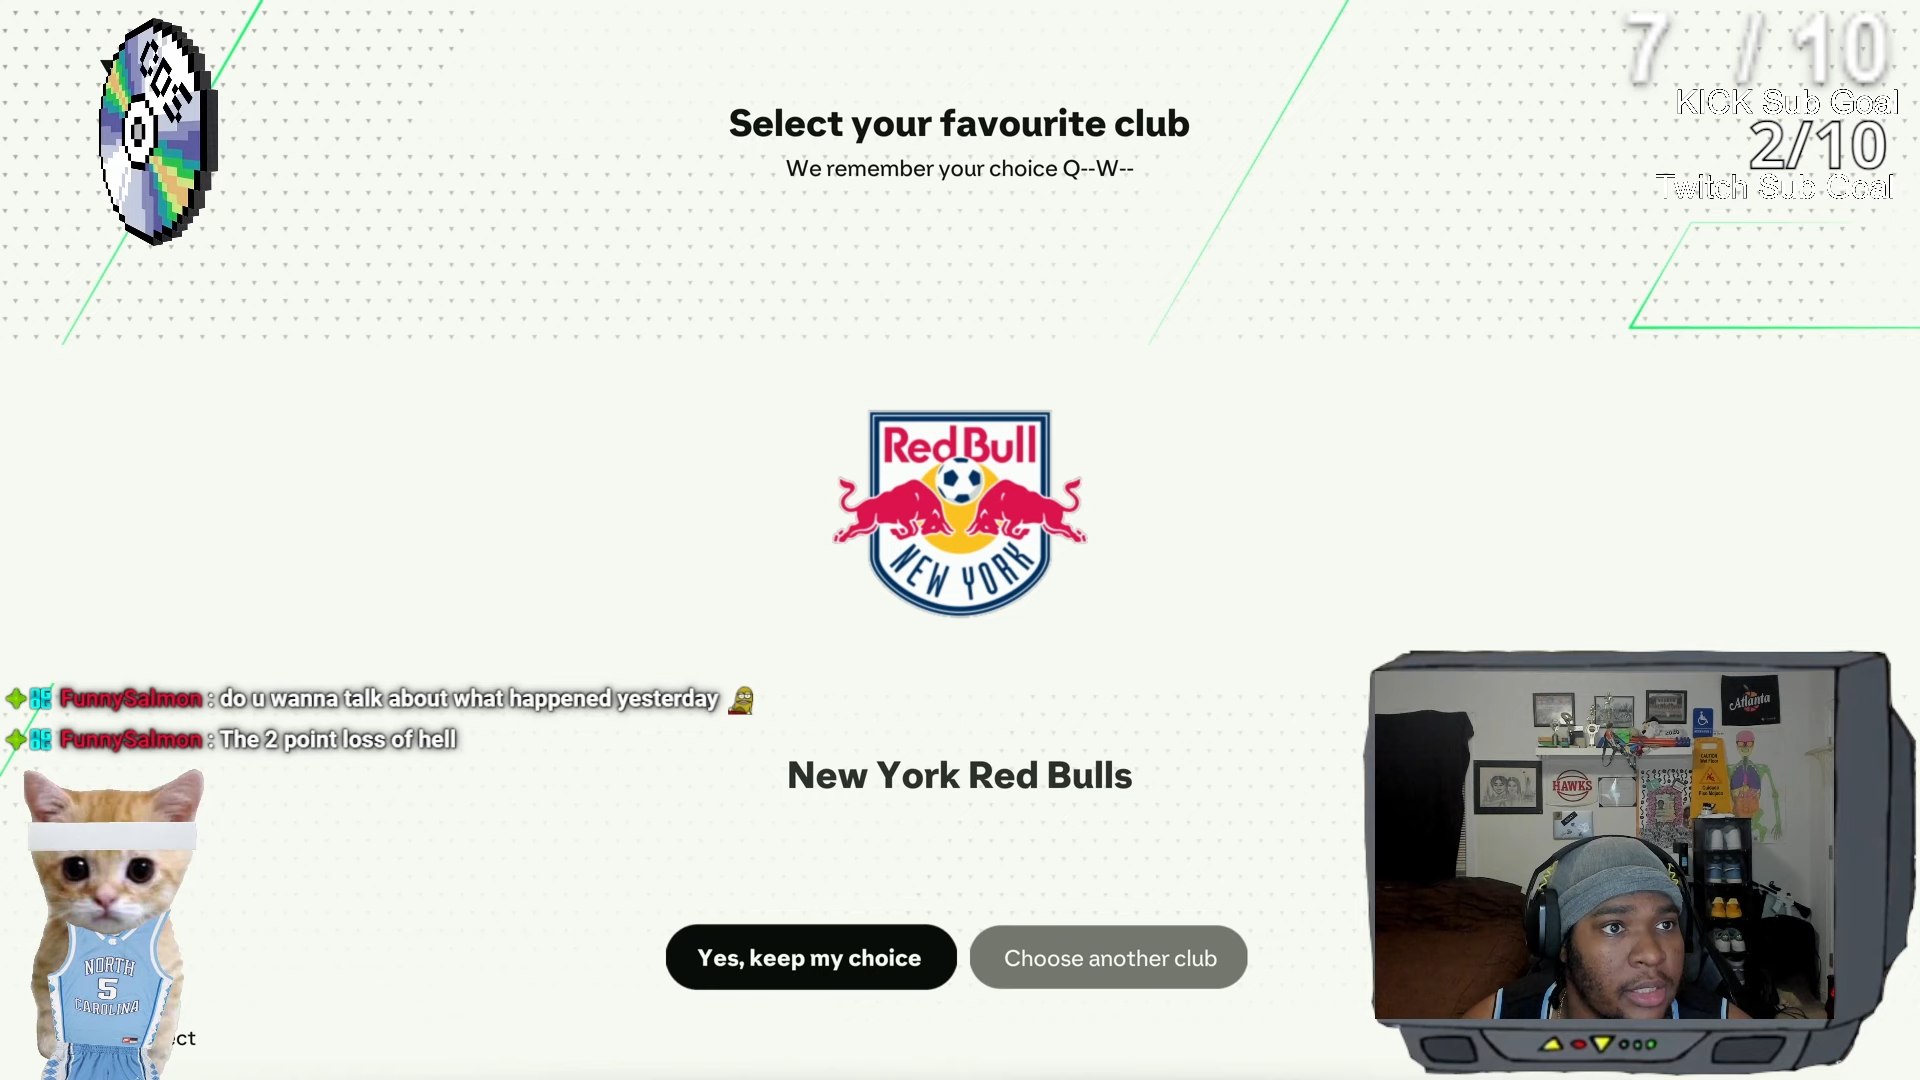 7 / 10
KICK Sub Goal
2/10
Twitch Sub Goal
Select your favourite club
We remember your choice Q--W--
Red Bull
NEW YORK
FunnySalmon : do u wanna talk about what happened yesterday
FunnySalmon : The 2 point loss of hell
New York Red Bulls
Yes, keep my choice
Choose another club
NORTH
5
CAROLINA
ect
Atlanta
HAWKS
CAUTION